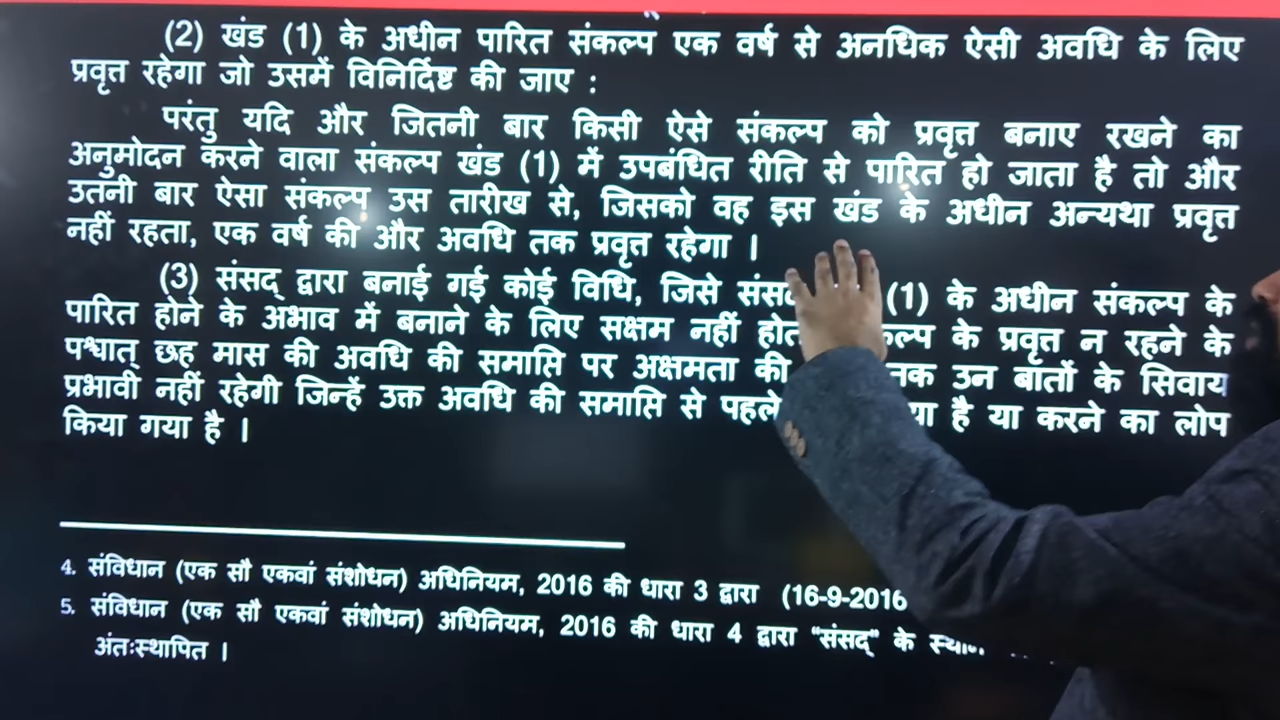 (2) खंड (1) के अधीन पारित संकल्प एक वर्ष से अनधिक ऐसी अवधि के लिए
प्रवृत्त रहेगा जो उसमें विनिर्दिष्ट की जाए :
परंतु यदि और जितनी बार किसी ऐसे संकल्प को प्रवृत्त बनाए रखने का
अनुमोदन करने वाला संकल्प खंड (1) में उपबंधित रीति से पारित हो जाता है तो और
उतनी बार ऐसा संकल्प उस तारीख से, जिसको वह इस खंड के अधीन अन्यथा प्रवृत्त
नहीं रहता, एक वर्ष की और अवधि तक प्रवृत्त रहेगा ।
(3) संसद् द्वारा बनाई गई कोई विधि, जिसे (1) के अधीन संकल्प के
पारित होने के अभाव में बनाने के लिए सक्षम नहीं के प्रवृत्त न रहने के
पश्चात् छह मास की अवधि की समाप्ति पर अक्षमता की उन बातों के सिवाय
प्रभावी नहीं रहेगी जिन्हें उक्त अवधि की समाप्ति से पहले है या करने का लोप
किया गया है ।
4. संविधान (एक सौ एकवां संशोधन) अधिनियम, 2016 की धारा 3 द्वारा (16-9-2016
5. संविधान (एक सौ एकवां संशोधन) अधिनियम, 2016 की धारा 4 द्वारा “संसद्” के
अंतःस्थापित ।